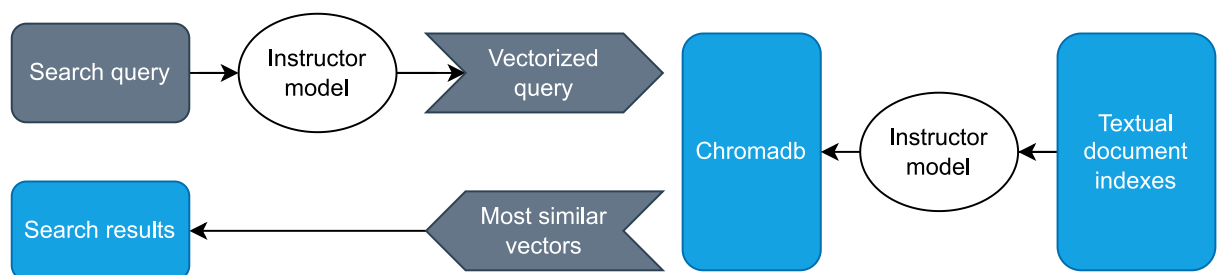 Search query
Instructor
model
Vectorized
query
Chromadb
Instructor
model
Textual
document
indexes
Search results
Most similar
vectors